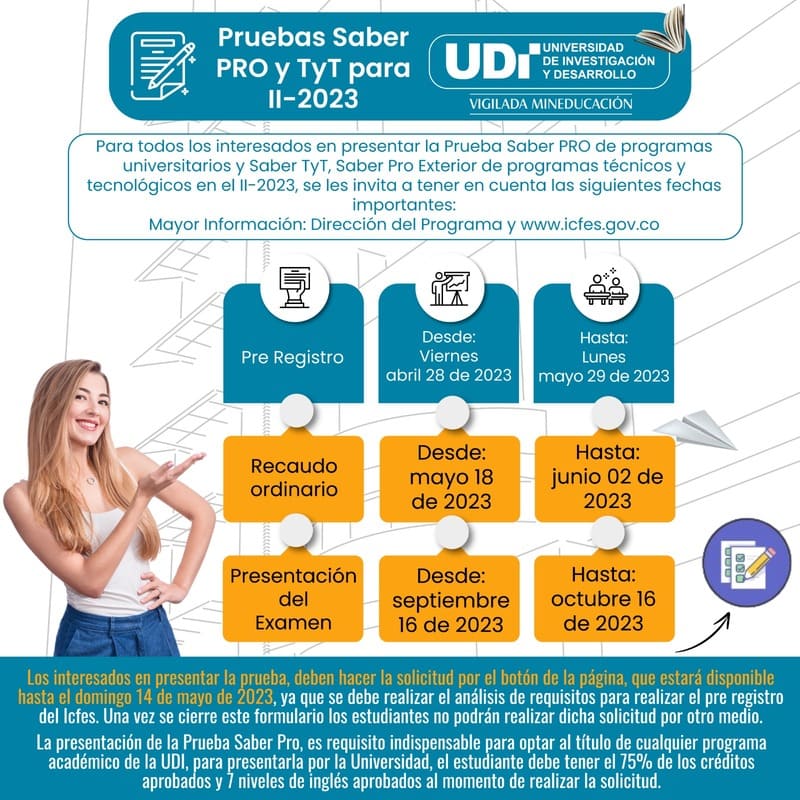 Pruebas Saber
PRO y TyT para
II-2023
UDI
UNIVERSIDAD
DE INVESTIGACIÓN
Y DESARROLLO
VIGILADA MINEDUCACIÓN
Para todos los interesados en presentar la Prueba Saber PRO de programas
universitarios y Saber TyT, Saber Pro Exterior de programas técnicos y
tecnológicos en el II-2023, se les invita a tener en cuenta las siguientes fechas
importantes:
Mayor Información: Dirección del Programa y www.icfes.gov.co
Pre Registro
Desde:
Viernes
abril 28 de 2023
Hasta:
Lunes
mayo 29 de 2023
Recaudo
ordinario
Desde:
mayo 18
de 2023
Hasta:
junio 02 de
2023
Presentación
del
Examen
Desde:
septiembre
16 de 2023
Hasta:
octubre 16
de 2023
Los interesados en presentar la prueba, deben hacer la solicitud por el botón de la página, que estará disponible
hasta el domingo 14 de mayo de 2023, ya que se debe realizar el análisis de requisitos para realizar el pre registro
del Icfes. Una vez se cierre este formulario los estudiantes no podrán realizar dicha solicitud por otro medio.
La presentación de la Prueba Saber Pro, es requisito indispensable para optar al título de cualquier programa
académico de la UDI, para presentarla por la Universidad, el estudiante debe tener el 75% de los créditos
aprobados y 7 niveles de inglés aprobados al momento de realizar la solicitud.